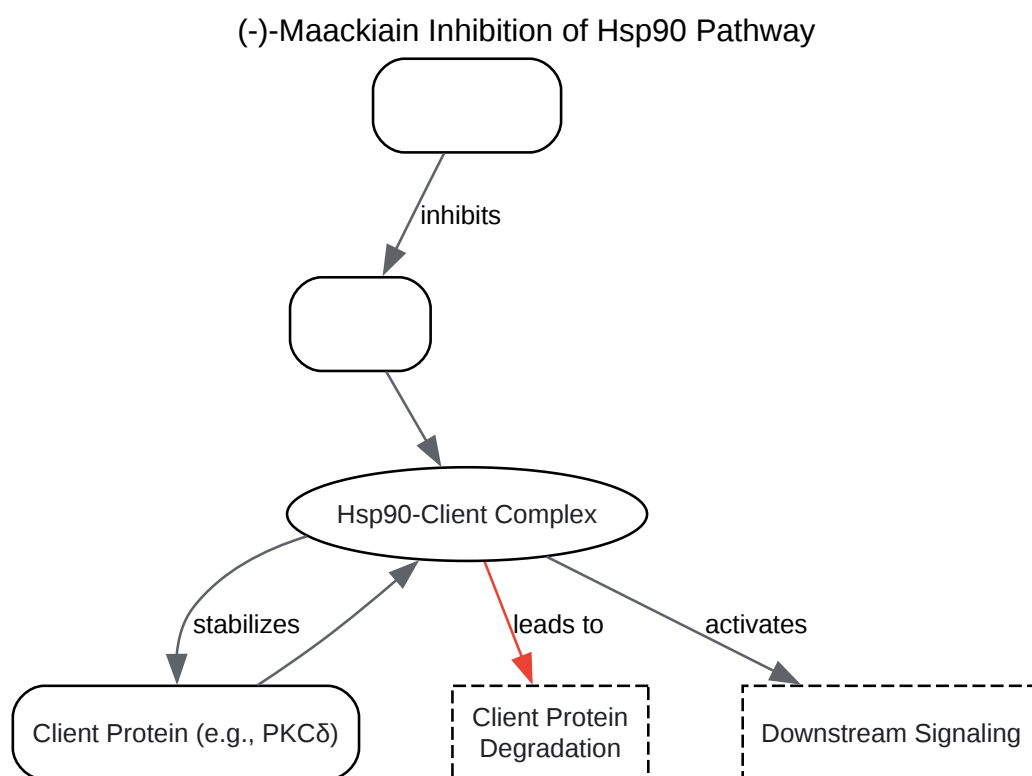 (-)-Maackiain Inhibition of Hsp90 Pathway
inhibits
Hsp90-Client Complex
stabilizes
leads to
activates
Client Protein (e.g., PKCδ)
Client Protein
Degradation
Downstream Signaling